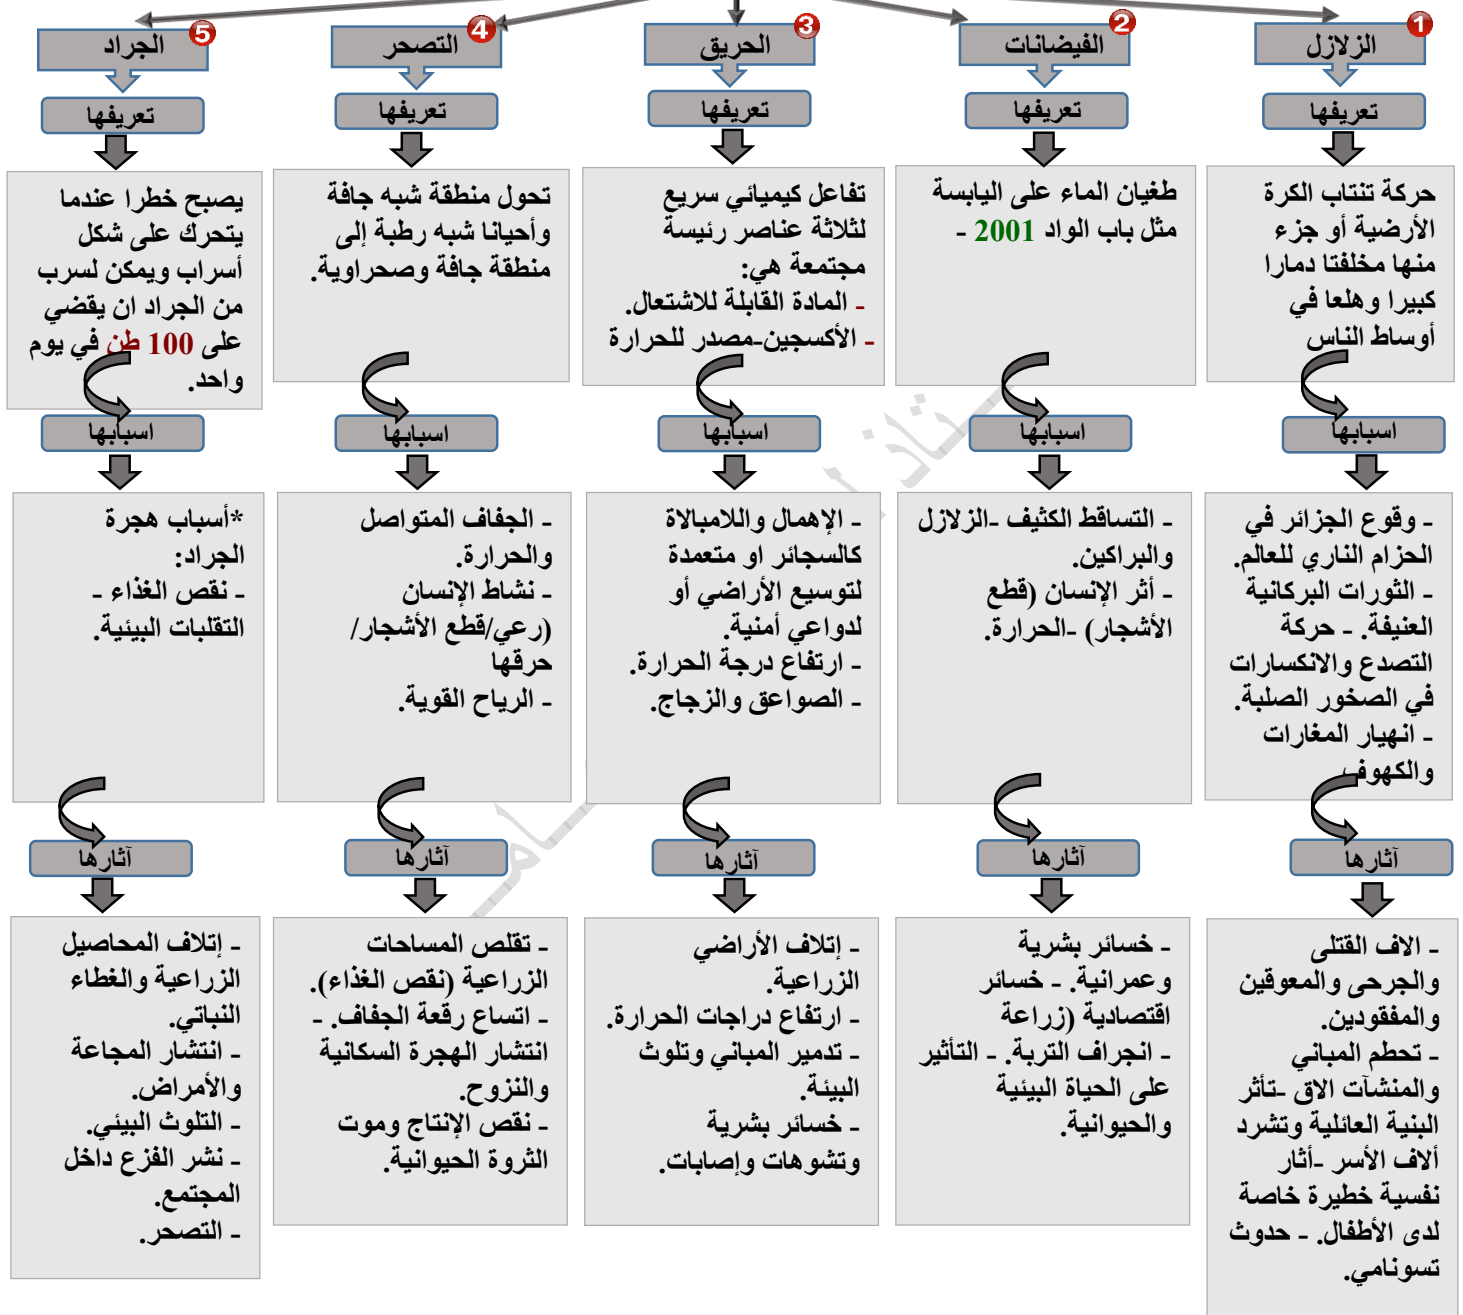 1
الزلازل
تعريفها
حركة تنتاب الكرة
الأرضية أو جزء
منها مخلفتا دمارا
كبيرا وهلعا في
أوساط الناس
اسبابها
- وقوع الجزائر في
الحزام الناري للعالم.
- الثورات البركانية
العنيفة. - حركة
التصدع والانكسارات
في الصخور الصلبة.
- انهيار المغارات
والكهوف
آثارها
- الاف القتلى
والجرحى والمعوقين
والمفقودين.
- تحطم المباني
والمنشآت الاق -تأثر
البنية العائلية وتشرد
ألاف الأسر -أثار
نفسية خطيرة خاصة
لدى الأطفال. - حدوث
تسونامي.
2
الفيضانات
تعريفها
طغيان الماء على اليابسة
مثل باب الواد 2001 -
اسبابها
- التساقط الكثيف -الزلازل
والبراكين.
- أثر الإنسان (قطع
الأشجار) -الحرارة.
آثارها
- خسائر بشرية
وعمرانية. - خسائر
اقتصادية (زراعة
- انجراف التربة. - التأثير
على الحياة البيئية
والحيوانية.
3
الحريق
تعريفها
تفاعل كيميائي سريع
لثلاثة عناصر رئيسة
مجتمعة هي:
- المادة القابلة للاشتعال.
- الأكسجين-مصدر للحرارة
اسبابها
- الإهمال واللامبالاة
كالسجائر او متعمدة
لتوسيع الأراضي أو
لدواعي أمنية.
- ارتفاع درجة الحرارة.
- الصواعق والزجاج.
آثارها
- إتلاف الأراضي
الزراعية.
- ارتفاع دراجات الحرارة.
- تدمير المباني وتلوث
البيئة.
- خسائر بشرية
وتشوهات وإصابات.
4
التصحر
تعريفها
تحول منطقة شبه جافة
وأحيانا شبه رطبة إلى
منطقة جافة وصحراوية.
اسبابها
- الجفاف المتواصل
والحرارة.
- نشاط الإنسان
(رعي/قطع الأشجار/
حرقها
- الرياح القوية.
آثارها
- تقلص المساحات
الزراعية (نقص الغذاء).
- اتساع رقعة الجفاف. -
انتشار الهجرة السكانية
والنزوح.
- نقص الإنتاج وموت
الثروة الحيوانية.
5
الجراد
تعريفها
يصبح خطرا عندما
يتحرك على شكل
أسراب ويمكن لسرب
من الجراد ان يقضي
على 100 طن في يوم
واحد.
اسبابها
*أسباب هجرة
الجراد:
- نقص الغذاء -
التقلبات البيئية.
آثارها
- إتلاف المحاصيل
الزراعية والغطاء
النباتي.
- انتشار المجاعة
والأمراض.
- التلوث البيئي.
- نشر الفزع داخل
المجتمع.
- التصحر.